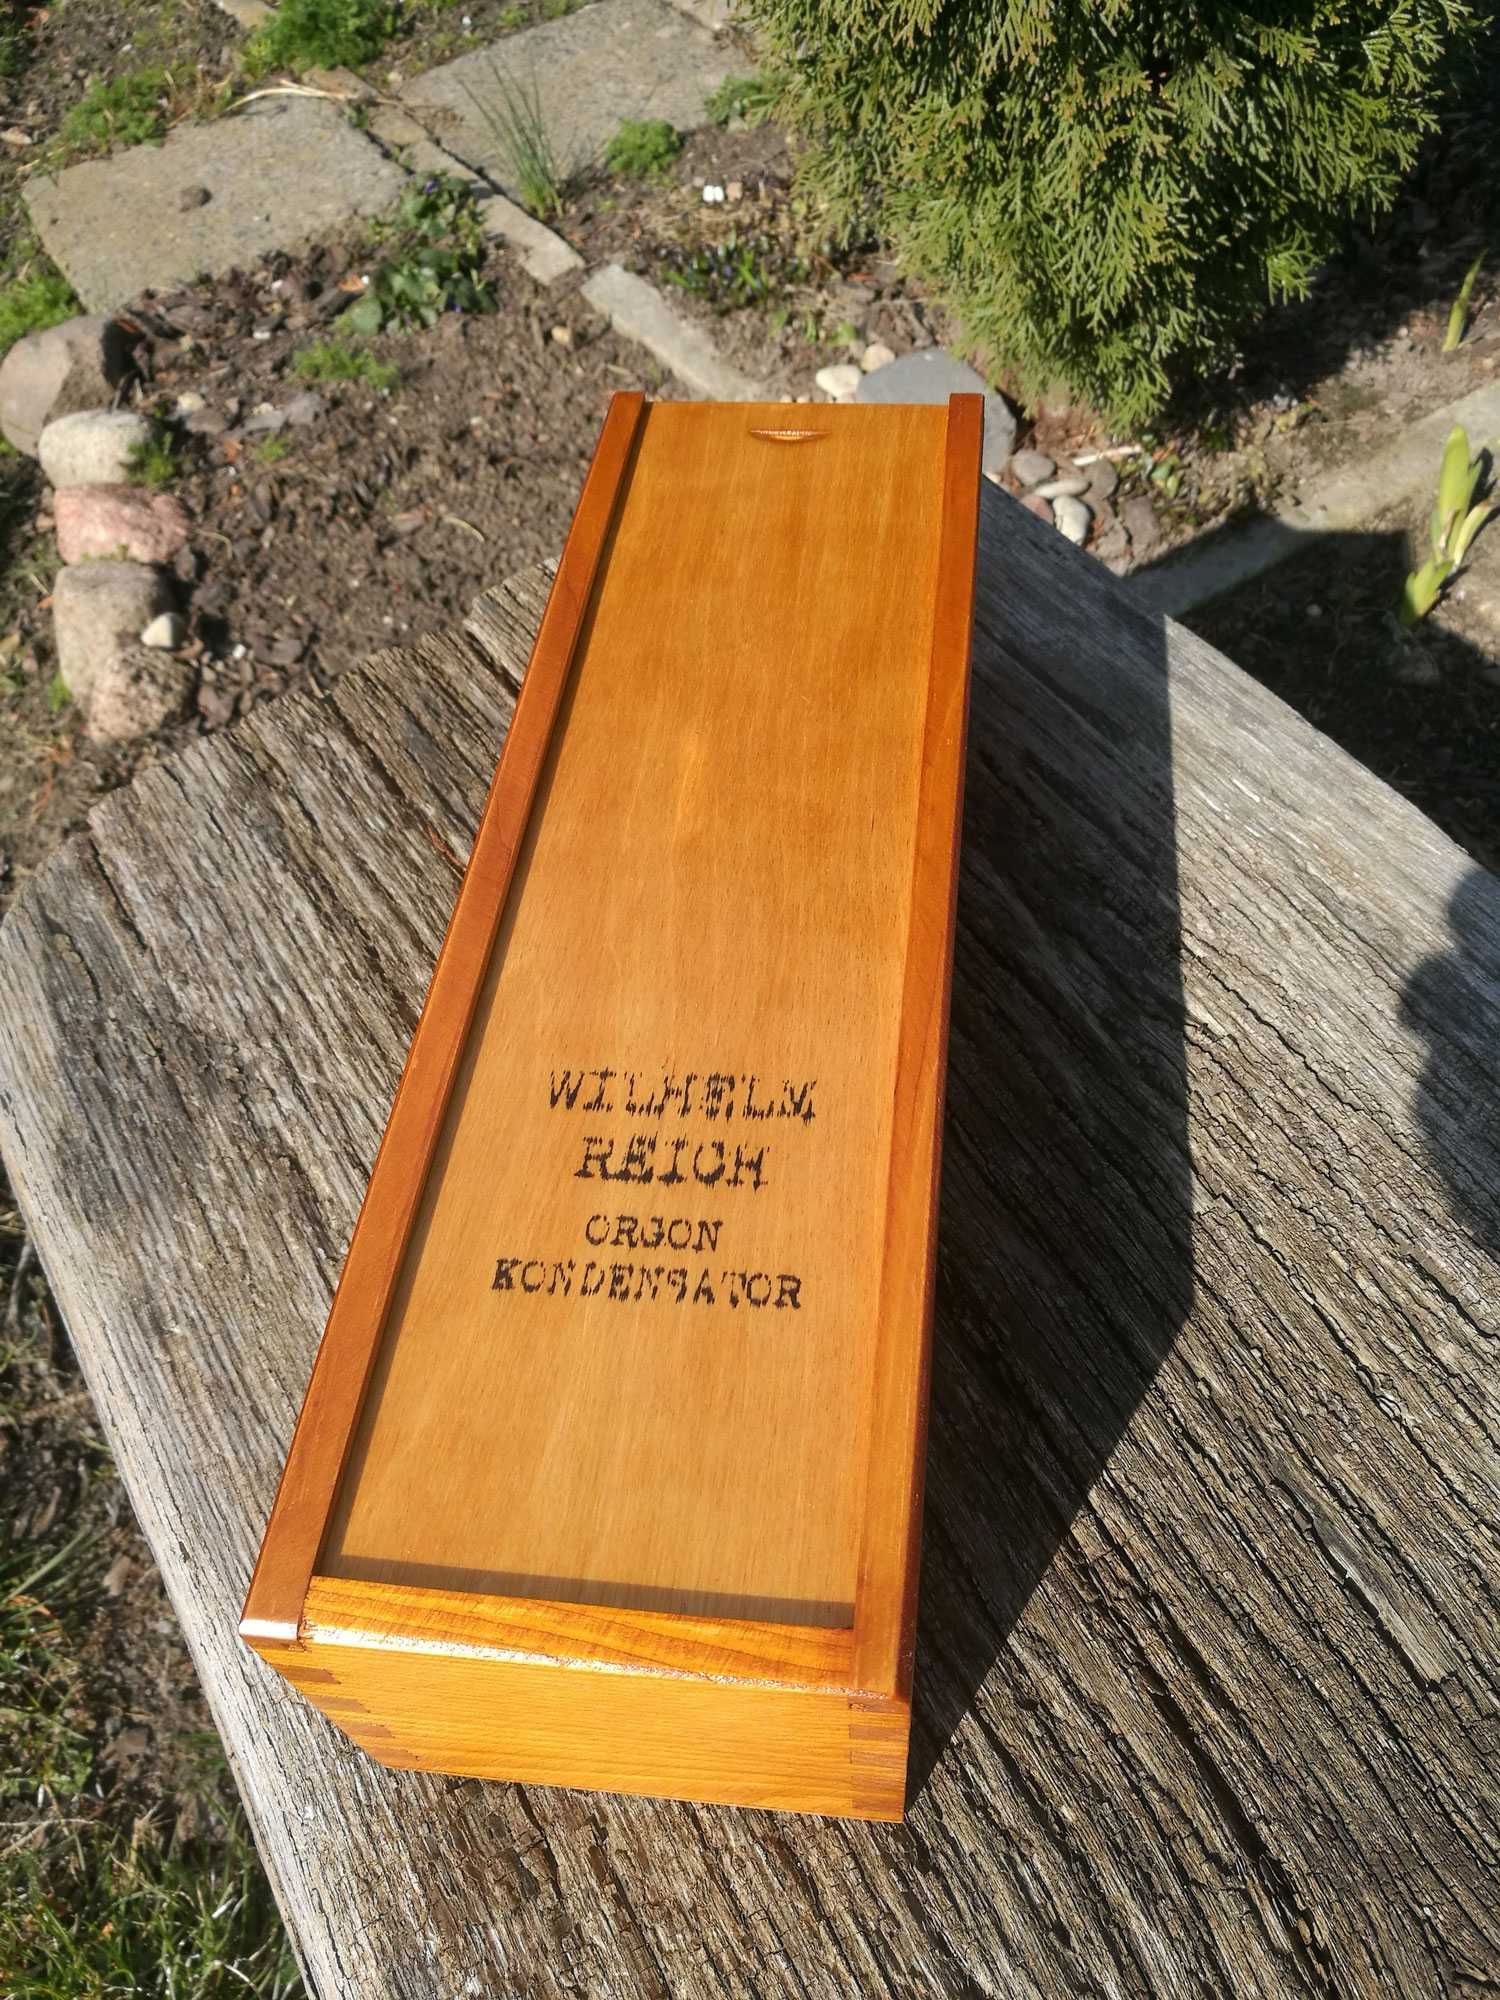 WILHELM
REICH
ORGON
KONDENSATOR